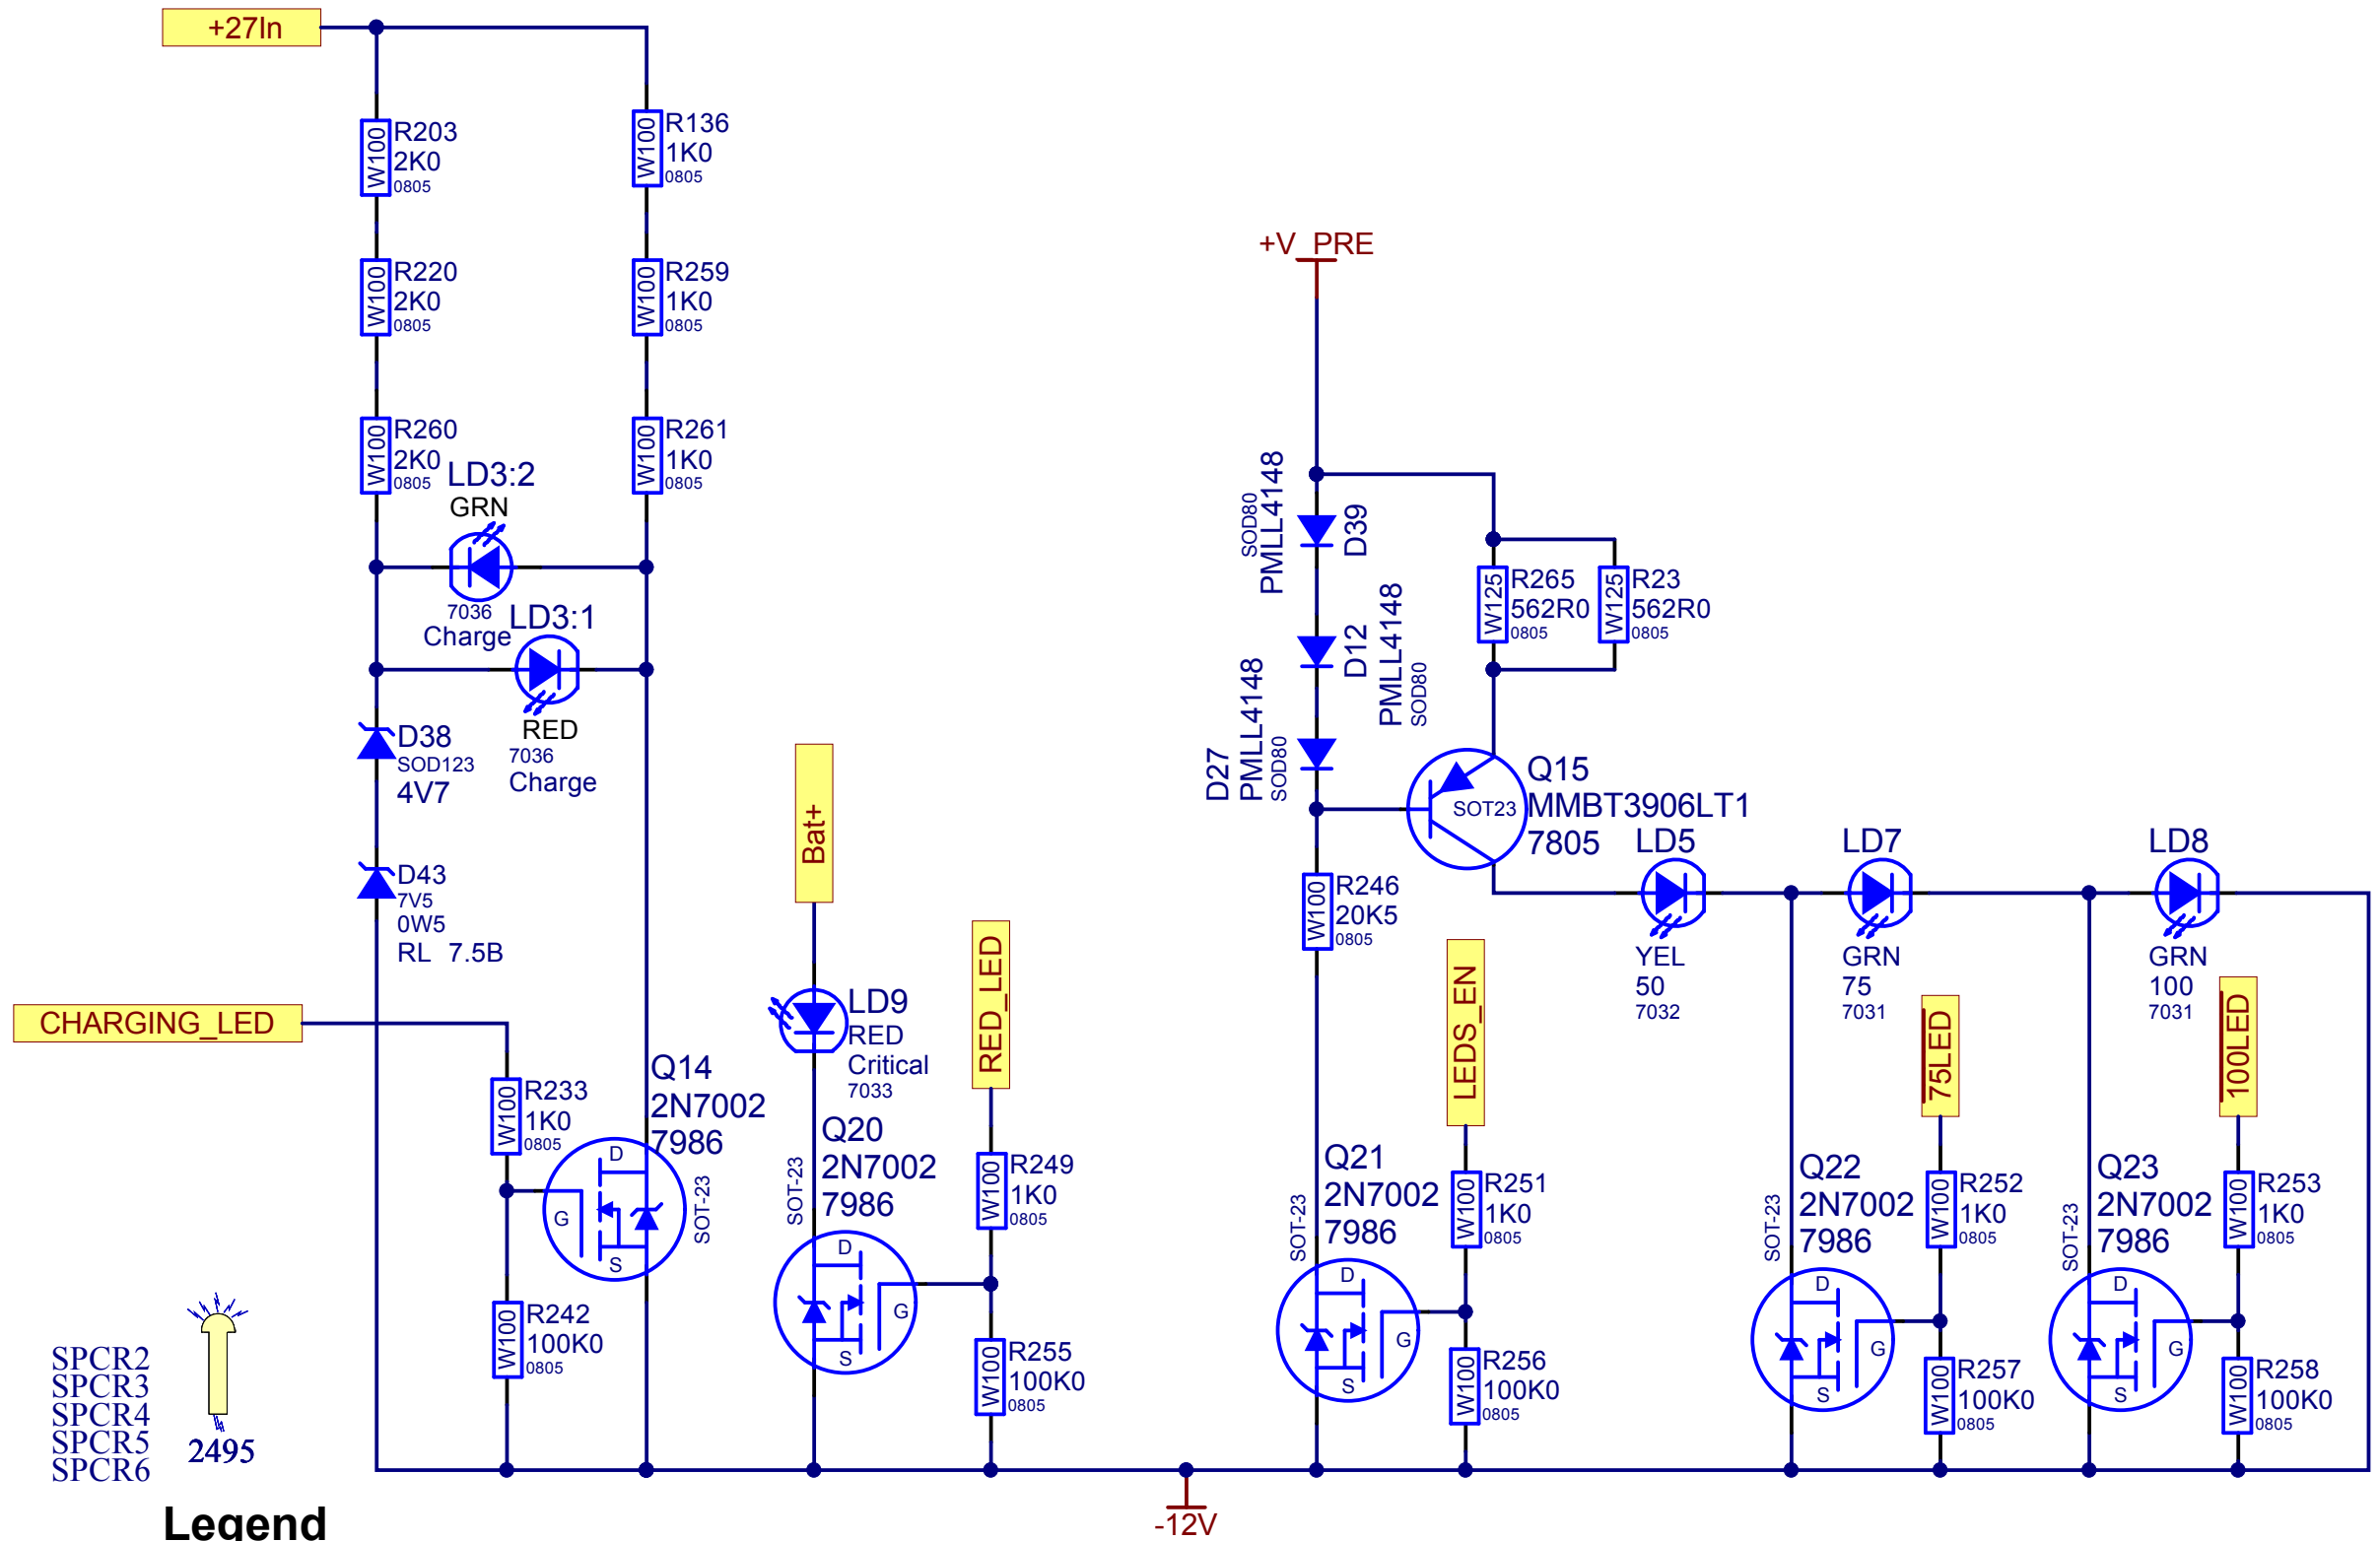 +27In
R203
2K0
0805
W100
R136
1K0
0805
W100
R220
2K0
0805
W100
R259
1K0
0805
W100
R260
2K0
0805
W100
R261
1K0
0805
W100
LD3:2
GRN
7036
Charge
LD3:1
RED
7036
Charge
D38
SOD123
4V7
D43
7V5
0W5
RL 7.5B
CHARGING_LED
R233
1K0
0805
W100
R242
100K0
0805
W100
Q14
2N7002
7986
SOT-23
D
G
S
Bat+
LD9
RED
Critical
7033
Q20
2N7002
7986
SOT-23
D
G
S
RED_LED
R249
1K0
0805
W100
R255
100K0
0805
W100
+V_PRE
D39
PMLL4148
SOD80
D12
PMLL4148
SOD80
D27
PMLL4148
SOD80
R265
562R0
0805
W125
R23
562R0
0805
W125
Q15
MMBT3906LT1
7805
SOT23
R246
20K5
0805
W100
LEDS_EN
Q21
2N7002
7986
SOT-23
D
G
S
R251
1K0
0805
W100
R256
100K0
0805
W100
LD5
YEL
50
7032
LD7
GRN
75
7031
LD8
GRN
100
7031
75LED
Q22
2N7002
7986
SOT-23
D
G
S
R252
1K0
0805
W100
R257
100K0
0805
W100
100LED
Q23
2N7002
7986
SOT-23
D
G
S
R253
1K0
0805
W100
R258
100K0
0805
W100
-12V
SPCR2
SPCR3
SPCR4
SPCR5
SPCR6
2495
Legend